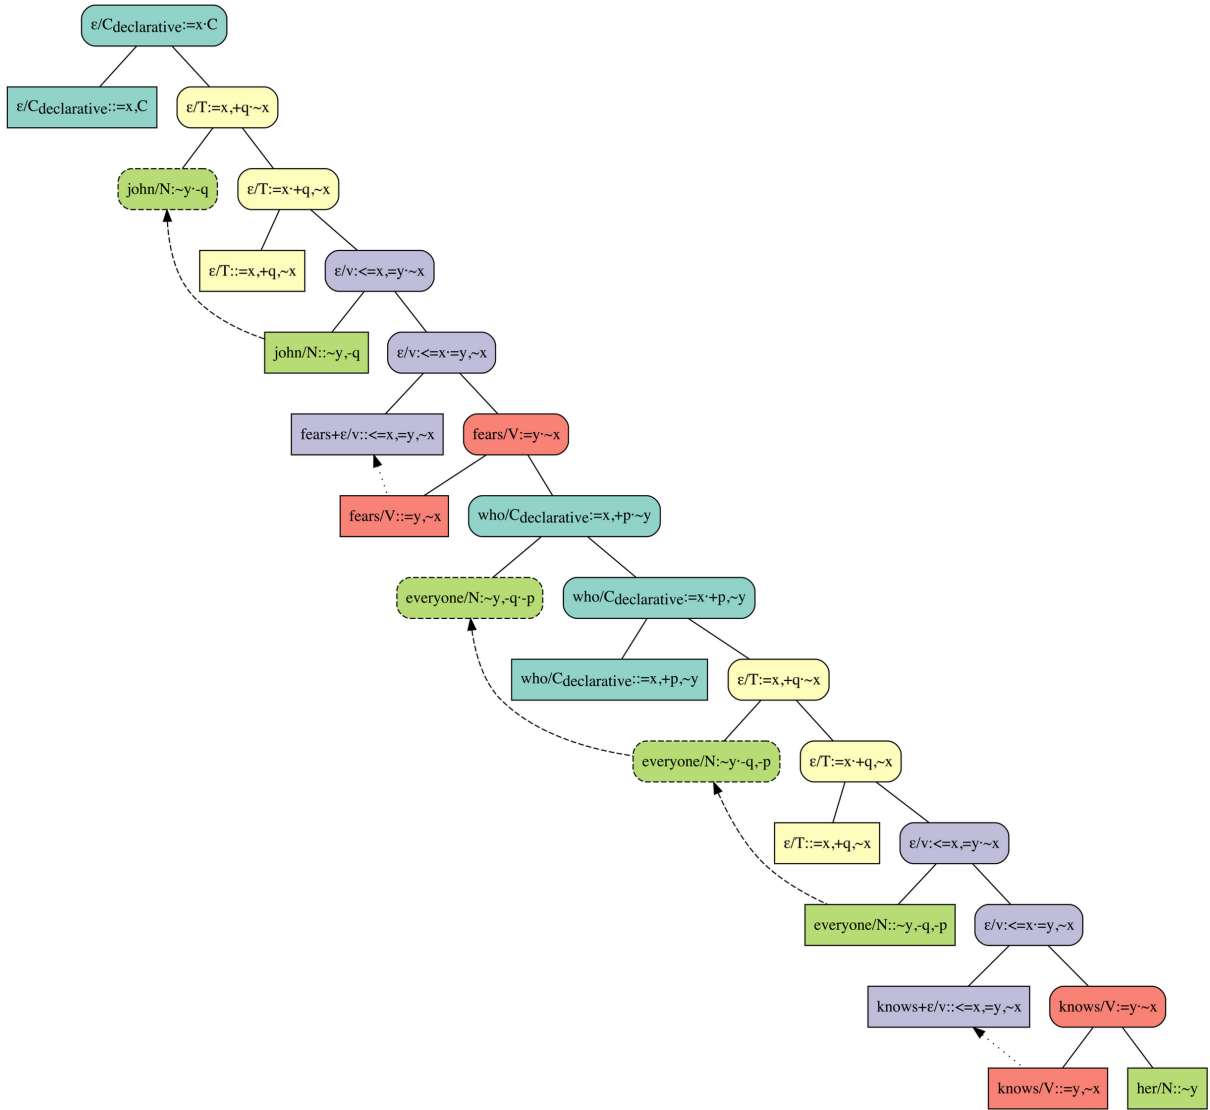 ε/Cdeclarative:=x·C
ε/Cdeclarative::=x,C
ε/T:=x,+q·~x
john/N:~y·-q
ε/T:=x·+q,~x
ε/T::=x,+q,~x
ε/v:<=x,=y·~x
john/N::~y,-q
ε/v:<=x·=y,~x
fears+ε/v::<=x,=y,~x
fears/V:=y·~x
fears/V::=y,~x
who/Cdeclarative:=x,+p·~y
everyone/N:~y,-q·-p
who/Cdeclarative:=x·+p,~y
who/Cdeclarative::=x,+p,~y
ε/T:=x,+q·~x
everyone/N:~y·-q,-p
ε/T:=x·+q,~x
ε/T::=x,+q,~x
ε/v:<=x,=y·~x
everyone/N::~y,-q,-p
ε/v:<=x·=y,~x
knows+ε/v::<=x,=y,~x
knows/V:=y·~x
knows/V::=y,~x
her/N::~y